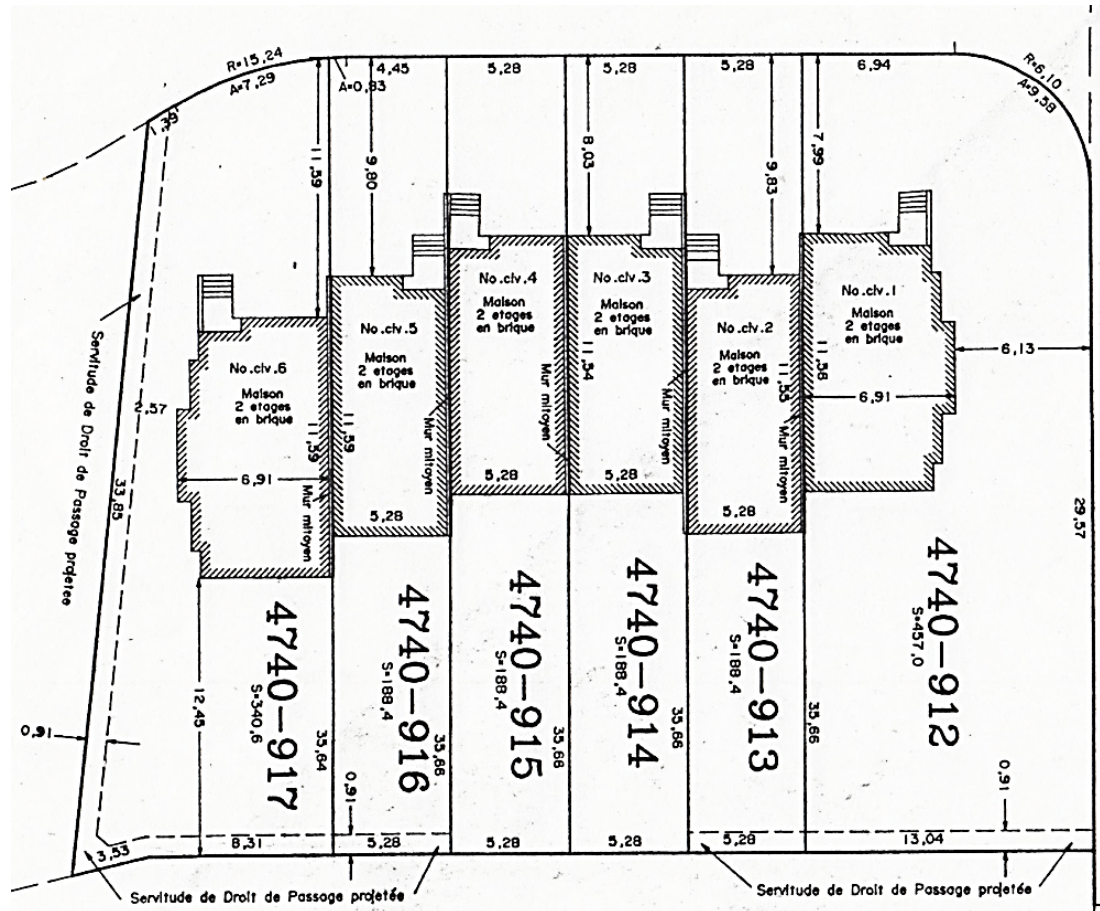 R=15,24
A=7,29
A=0,83
4,45
5,28
5,28
5,28
6,94
R=6,10
A=9,58
1,39
11,59
9,80
8,03
9,83
7,99
No.civ.6
Maison
2 etages
en brique
No.civ.5
Maison
2 etages
en brique
No.civ.4
Maison
2 etages
en brique
No.civ.3
Maison
2 etages
en brique
No.civ.2
Maison
2 etages
en brique
No.civ.1
Maison
2 etages
en brique
6,13
Servitude de Droit de Passage projetee
2,57
33,85
6,91
11,59
Mur mitoyen
11,59
5,28
Mur mitoyen
5,28
11,54
5,28
Mur mitoyen
11,55
5,28
Mur mitoyen
11,58
6,91
29,57
4740-917
S=340,6
4740-916
S=188,4
4740-915
S=188,4
4740-914
S=188,4
4740-913
S=188,4
4740-912
S=457,0
12,45
35,64
35,66
35,66
35,66
35,66
0,91
0,91
0,91
3,53
8,31
5,28
5,28
5,28
5,28
13,04
Servitude de Droit de Passage projetée
Servitude de Droit de Passage projetée